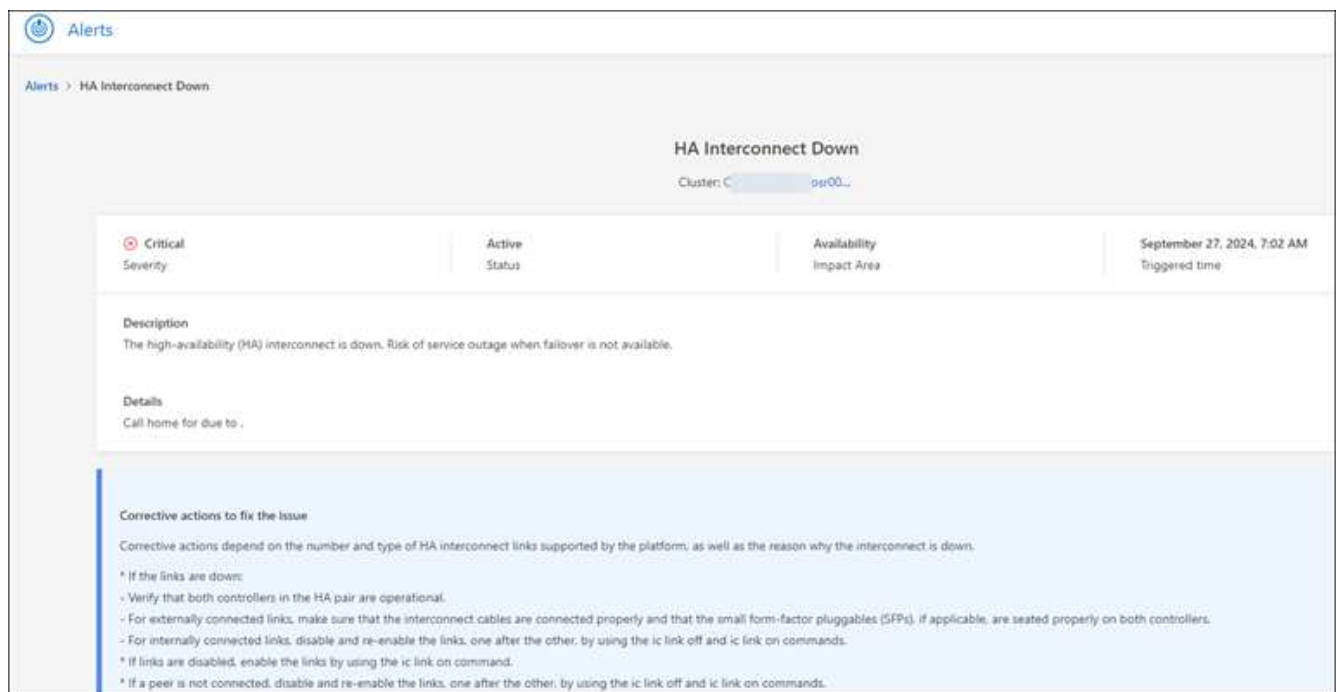 Alerts
Alerts > HA Interconnect Down
HA Interconnect Down
Cluster: C osr00...
Critical
Severity
Active
Status
Availability
Impact Area
September 27, 2024, 7:02 AM
Triggered time
Description
The high-availability (HA) interconnect is down. Risk of service outage when failover is not available.
Details
Call home for due to .
Corrective actions to fix the issue
Corrective actions depend on the number and type of HA interconnect links supported by the platform, as well as the reason why the interconnect is down.
* If the links are down:
- Verify that both controllers in the HA pair are operational.
- For externally connected links, make sure that the interconnect cables are connected properly and that the small form-factor pluggables (SFPs), if applicable, are seated properly on both controllers.
- For internally connected links, disable and re-enable the links, one after the other, by using the ic link off and ic link on commands.
* If links are disabled, enable the links by using the ic link on command.
* If a peer is not connected, disable and re-enable the links, one after the other, by using the ic link off and ic link on commands.